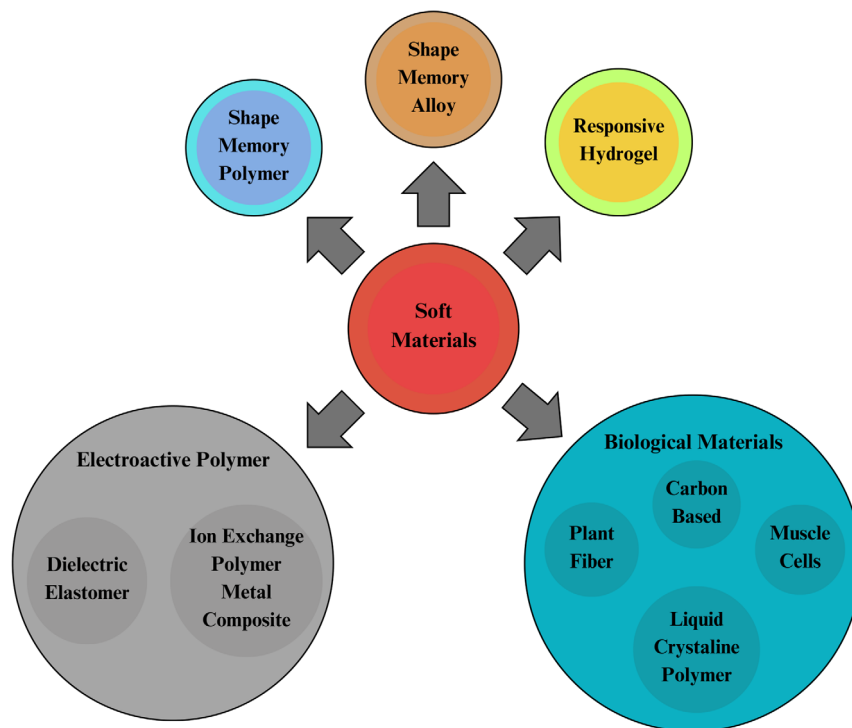 Shape
Memory
Alloy
Shape
Memory
Polymer
Responsive
Hydrogel
Soft
Materials
Electroactive Polymer
Dielectric
Elastomer
Ion Exchange
Polymer
Metal
Composite
Biological Materials
Carbon
Based
Plant
Fiber
Muscle
Cells
Liquid
Crystaline
Polymer